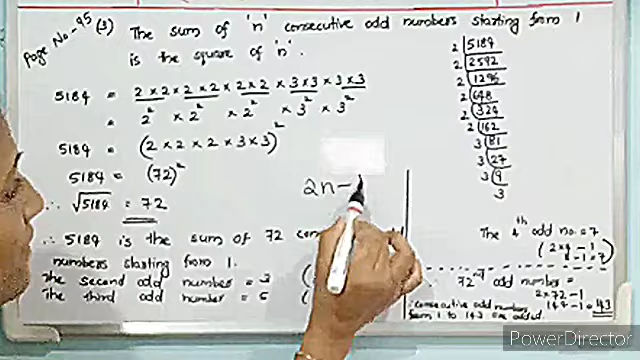 Page No-95 (3) The sum of 'n' consecutive odd numbers starting from 1
is the square of 'n'.
5184 = 2 × 2 × 2 × 2 × 2 × 2 × 3 × 3 × 3 × 3
= 2² × 2² × 2² × 3² × 3²
5184 = (2 × 2 × 2 × 3 × 3)²
5184 = (72)²
∴ √5184 = 72
∴ 5184 is the sum of 72 con
numbers starting from 1.
The second odd number = 3 (
The third odd number = 5 (
2n-1
2 5184
2 2592
2 1296
2 648
2 324
2 162
3 81
3 27
3 9
3
The 4th odd no. = 7
(2×4 - 1
8 - 1 = 7)
72nd odd number =
2×72-1
144-1 = 143
consecutive odd numbers
from 1 to 143 are added.
PowerDirector